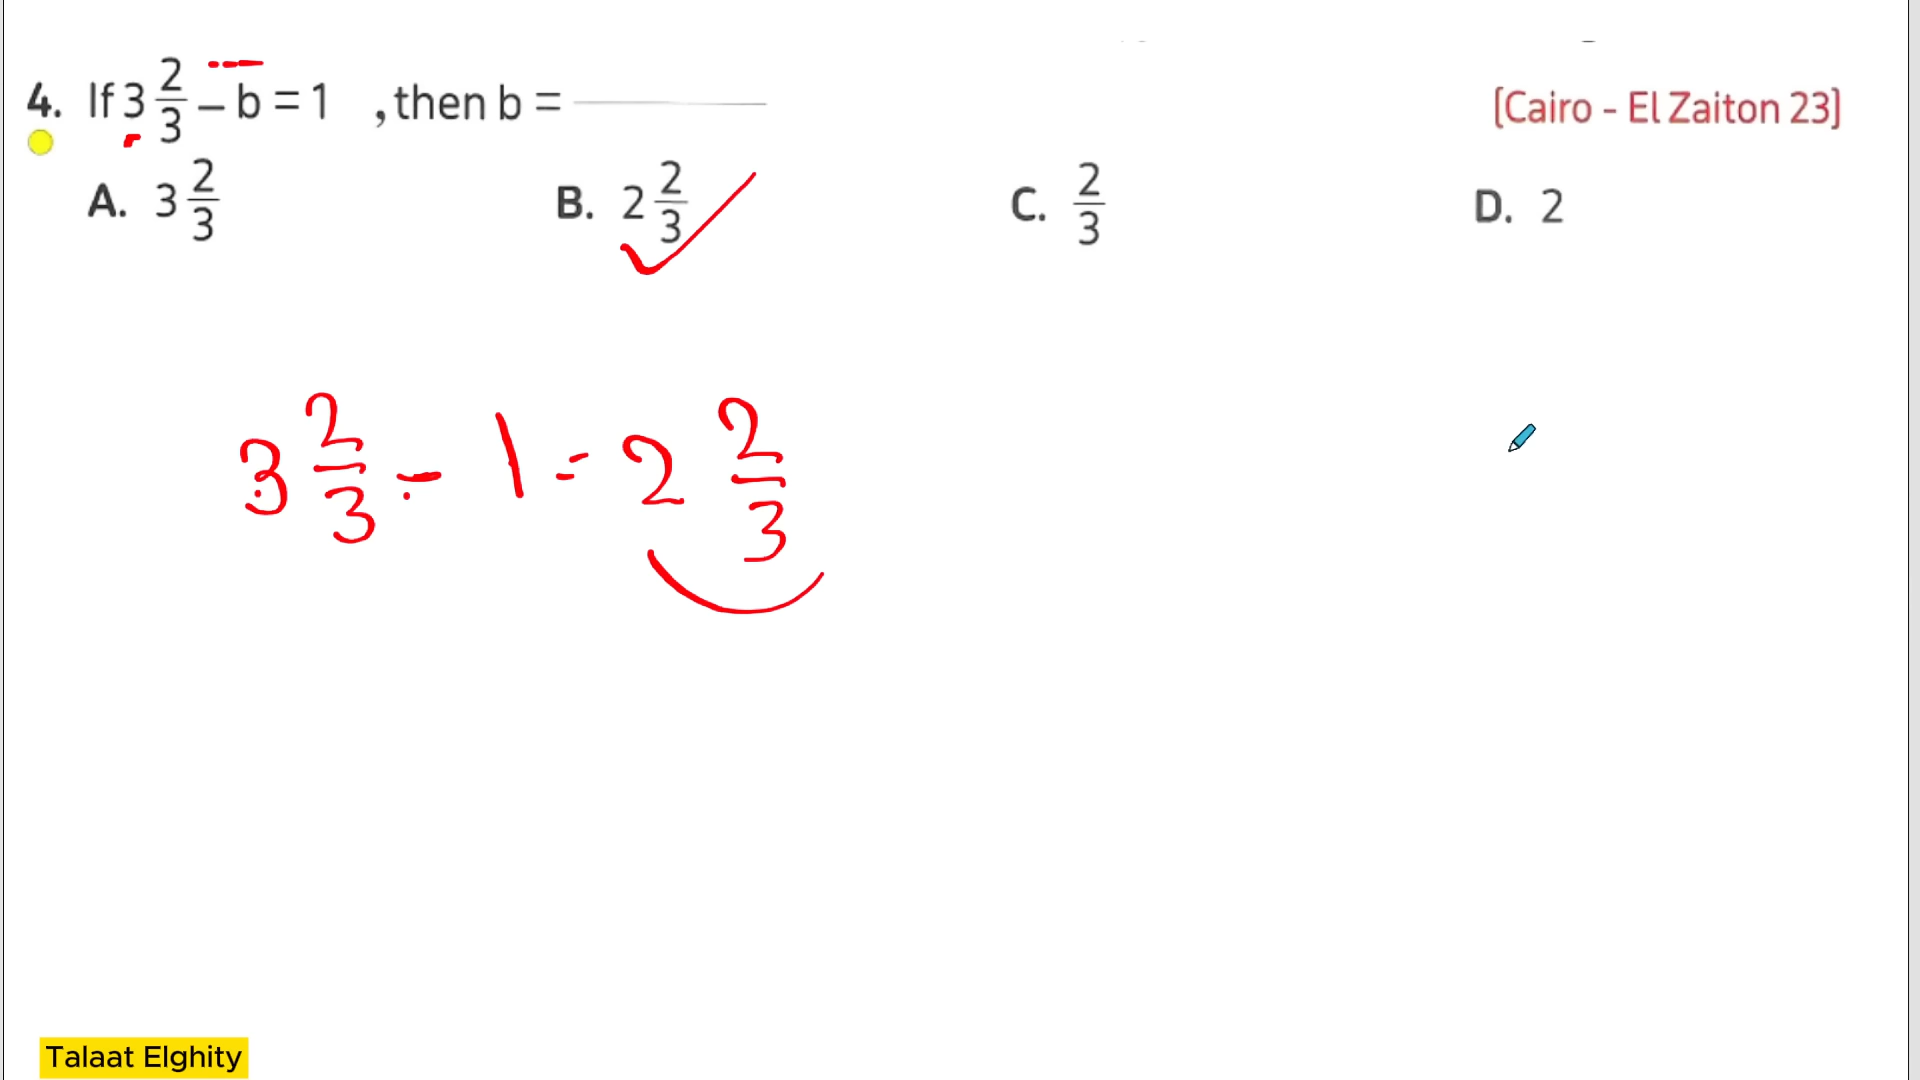 4. If 3 2/3 – b = 1 , then b = ________ [Cairo - El Zaiton 23]
A. 3 2/3 B. 2 2/3 C. 2/3 D. 2
3 2/3 - 1 = 2 2/3
Talaat Elghity